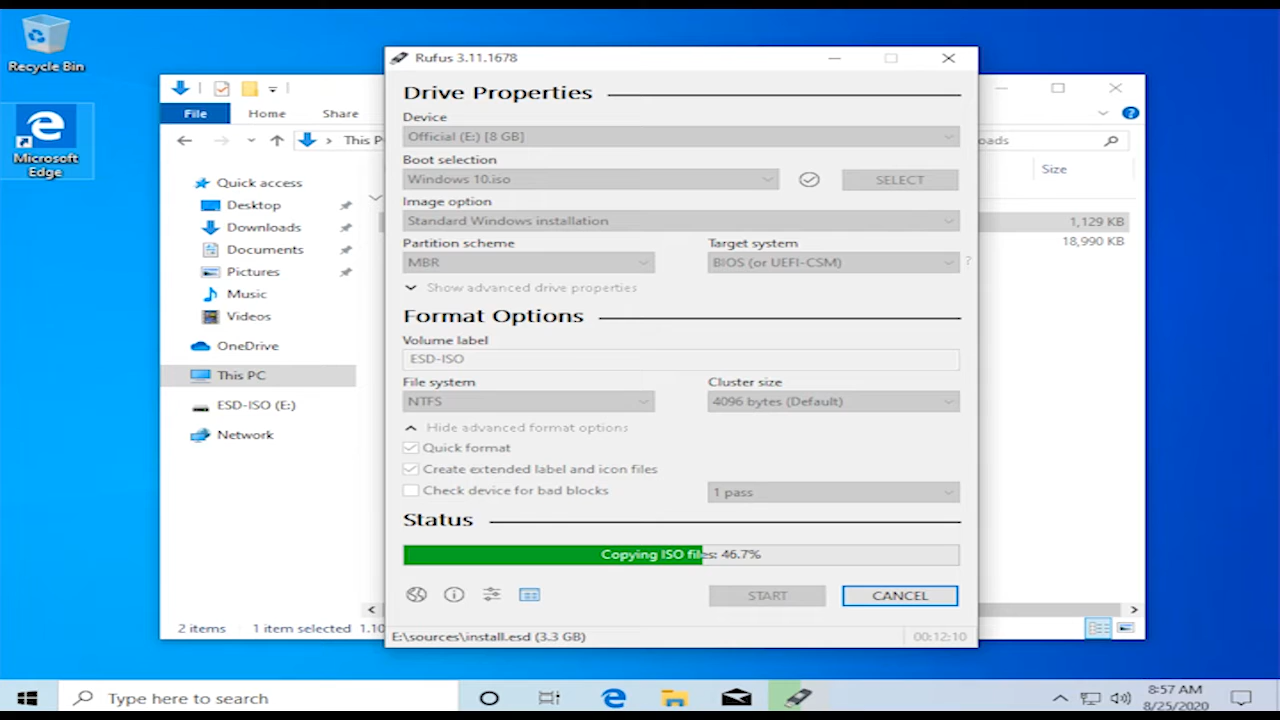 Recycle Bin
Microsoft
Edge
Rufus 3.11.1678
Drive Properties
Device
Official (E:) [8 GB]
Boot selection
Windows 10.iso
SELECT
Image option
Standard Windows installation
Partition scheme
Target system
MBR
BIOS (or UEFI-CSM)
?
Show advanced drive properties
Format Options
Volume label
ESD-ISO
File system
Cluster size
NTFS
4096 bytes (Default)
Hide advanced format options
Quick format
Create extended label and icon files
Check device for bad blocks
1 pass
Status
Copying ISO files: 46.7%
START
CANCEL
E:\sources\install.esd (3.3 GB)
00:12:10
File
Home
Share
?
This P
oads
Size
1,129 KB
18,990 KB
Quick access
Desktop
Downloads
Documents
Pictures
Music
Videos
OneDrive
This PC
ESD-ISO (E:)
Network
2 items
1 item selected
1.10
Type here to search
8:57 AM
8/25/2020